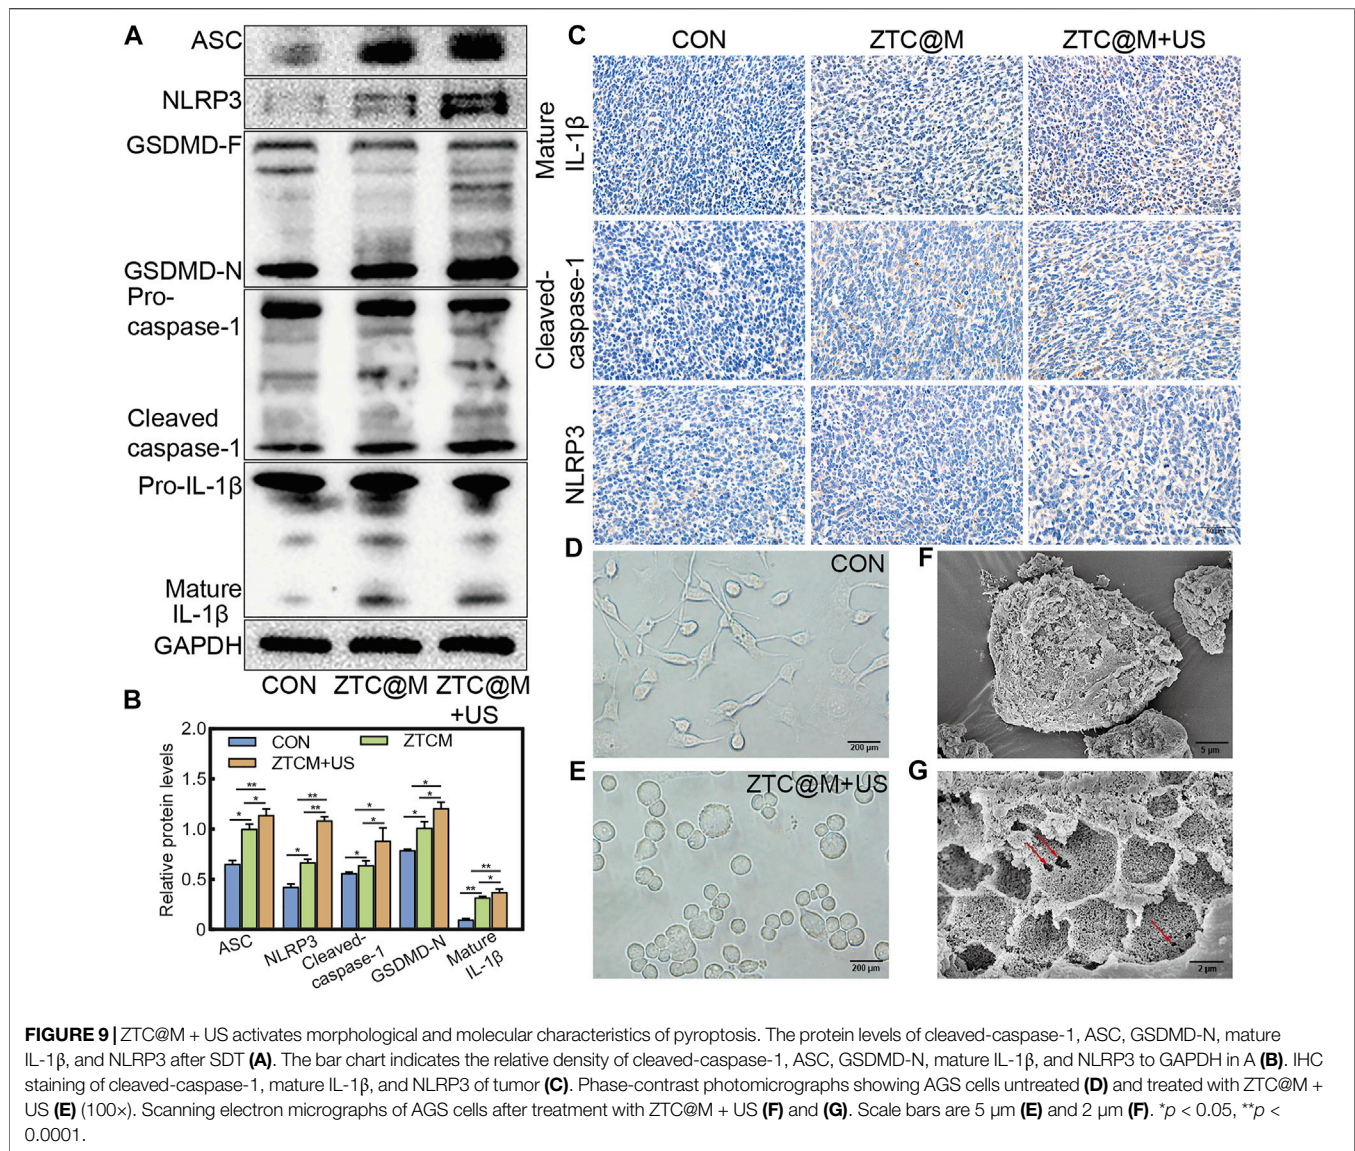 A
ASC
NLRP3
GSDMD-F
GSDMD-N
Pro-
caspase-1
Cleaved
caspase-1
Pro-IL-1β
Mature
IL-1β
GAPDH
CON ZTC@M ZTC@M
+US
B
Relative protein levels
2.0
1.5
1.0
0.5
0
CON
ZTCM
ZTCM+US
** * *
** ** *
* * *
* * *
** * **
ASC
NLRP3
Cleaved-
caspase-1
GSDMD-N
Mature
IL-1β
C
CON ZTC@M ZTC@M+US
Mature
IL-1β
Cleaved-
caspase-1
NLRP3
D
CON
200 µm
E
ZTC@M+US
200 µm
F
5 µm
G
2 µm
FIGURE 9 | ZTC@M + US activates morphological and molecular characteristics of pyroptosis. The protein levels of cleaved-caspase-1, ASC, GSDMD-N, mature
IL-1β, and NLRP3 after SDT (A). The bar chart indicates the relative density of cleaved-caspase-1, ASC, GSDMD-N, mature IL-1β, and NLRP3 to GAPDH in A (B). IHC
staining of cleaved-caspase-1, mature IL-1β, and NLRP3 of tumor (C). Phase-contrast photomicrographs showing AGS cells untreated (D) and treated with ZTC@M +
US (E) (100×). Scanning electron micrographs of AGS cells after treatment with ZTC@M + US (F) and (G). Scale bars are 5 µm (E) and 2 µm (F). *p < 0.05, **p <
0.0001.